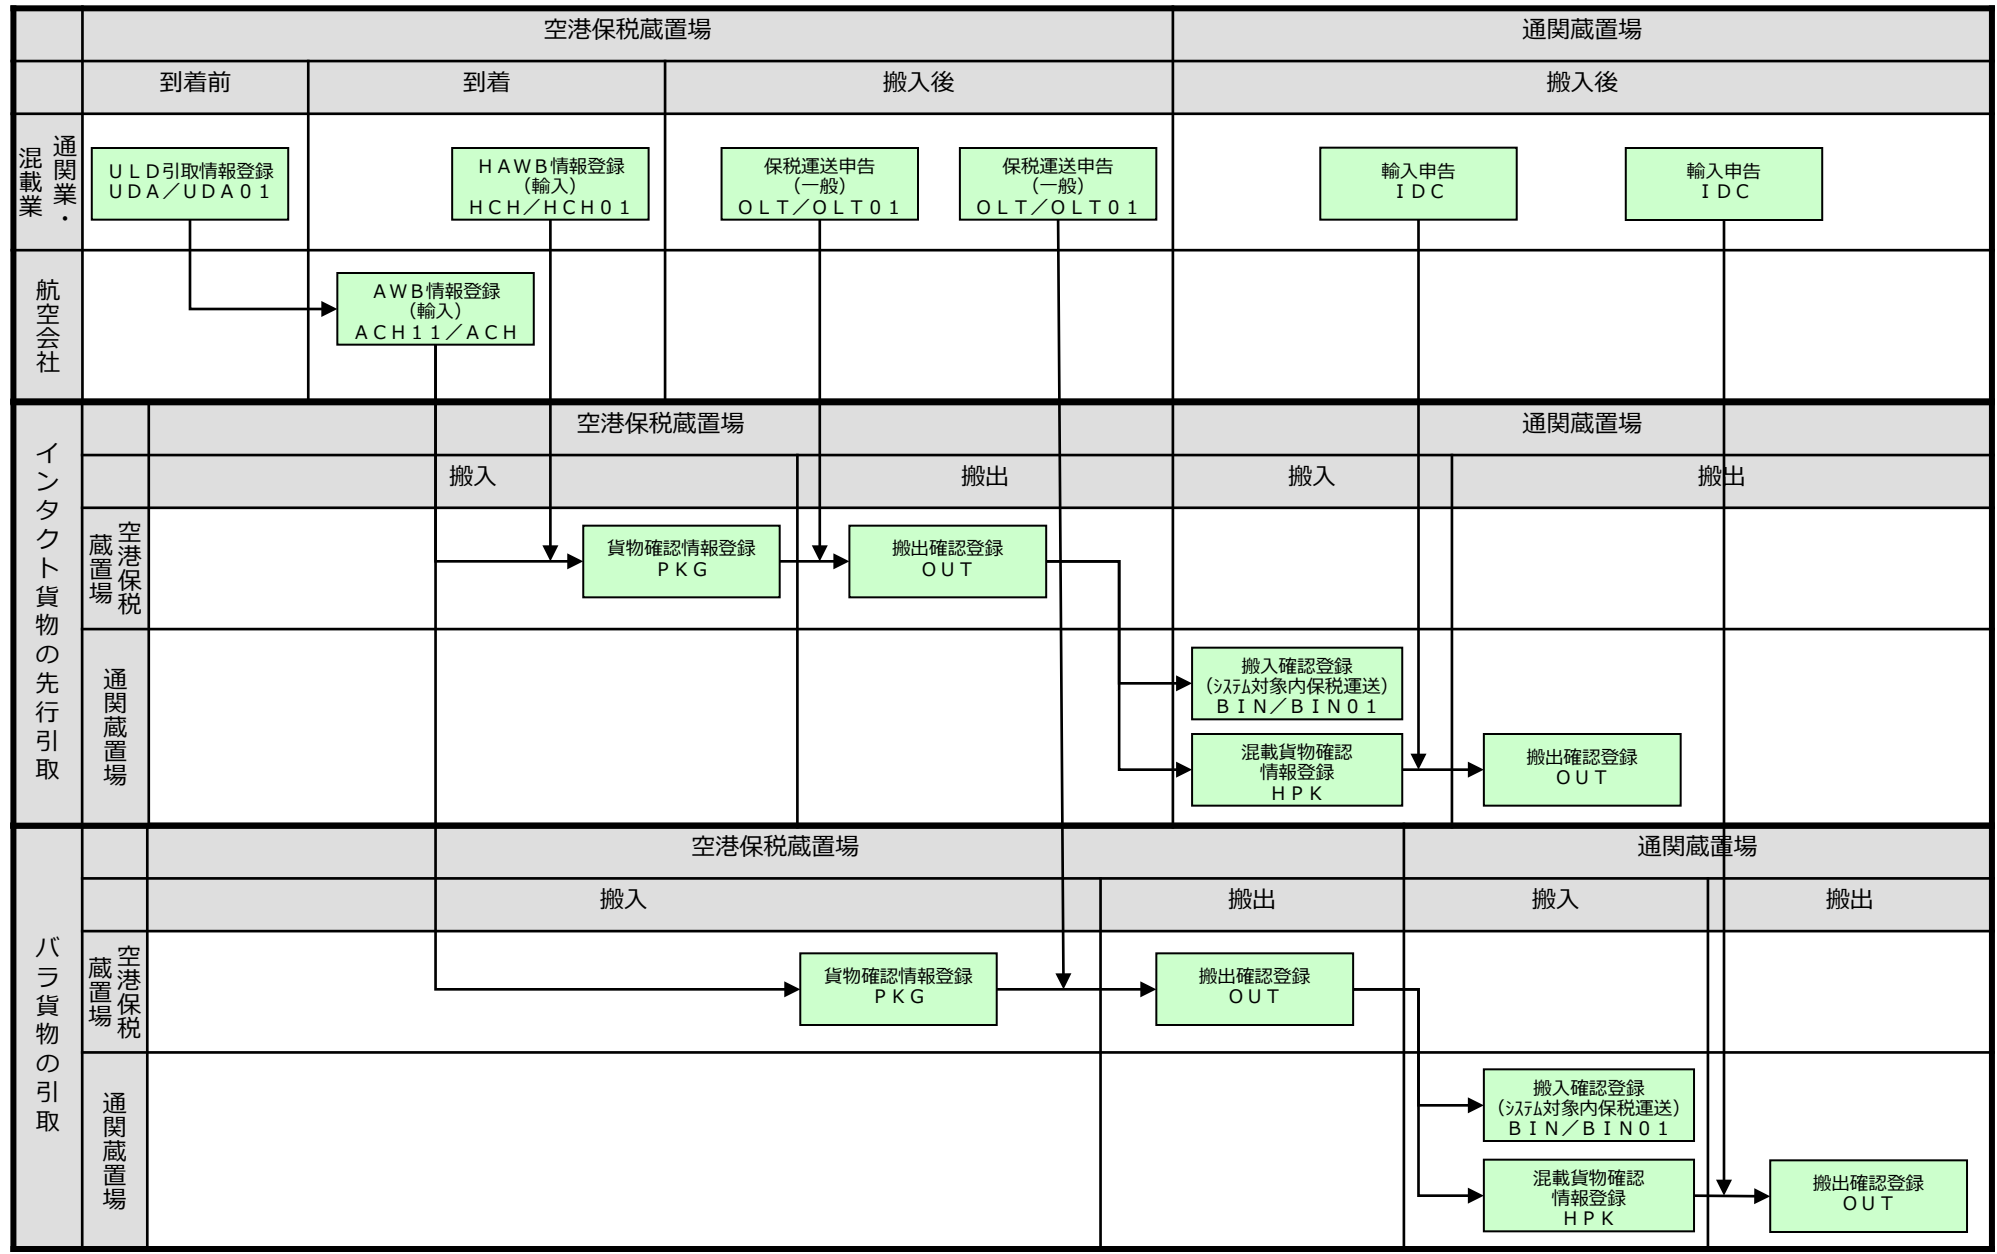 空港保税蔵置場
通関蔵置場
到着前
到着
搬入後
搬入後
通関業・
混載業
ＵＬＤ引取情報登録
ＵＤＡ／ＵＤＡ０１
ＨＡＷＢ情報登録
（輸入）
ＨＣＨ／ＨＣＨ０１
保税運送申告
（一般）
ＯＬＴ／ＯＬＴ０１
保税運送申告
（一般）
ＯＬＴ／ＯＬＴ０１
輸入申告
ＩＤＣ
輸入申告
ＩＤＣ
航空会社
ＡＷＢ情報登録
（輸入）
ＡＣＨ１１／ＡＣＨ
インタクト貨物の先行引取
空港保税蔵置場
通関蔵置場
搬入
搬出
搬入
搬出
空港保税
蔵置場
貨物確認情報登録
ＰＫＧ
搬出確認登録
ＯＵＴ
通関蔵置場
搬入確認登録
（ｼｽﾃﾑ対象内保税運送）
ＢＩＮ／ＢＩＮ０１
混載貨物確認
情報登録
ＨＰＫ
搬出確認登録
ＯＵＴ
バラ貨物の引取
空港保税蔵置場
通関蔵置場
搬入
搬出
搬入
搬出
空港保税
蔵置場
貨物確認情報登録
ＰＫＧ
搬出確認登録
ＯＵＴ
通関蔵置場
搬入確認登録
（ｼｽﾃﾑ対象内保税運送）
ＢＩＮ／ＢＩＮ０１
混載貨物確認
情報登録
ＨＰＫ
搬出確認登録
ＯＵＴ